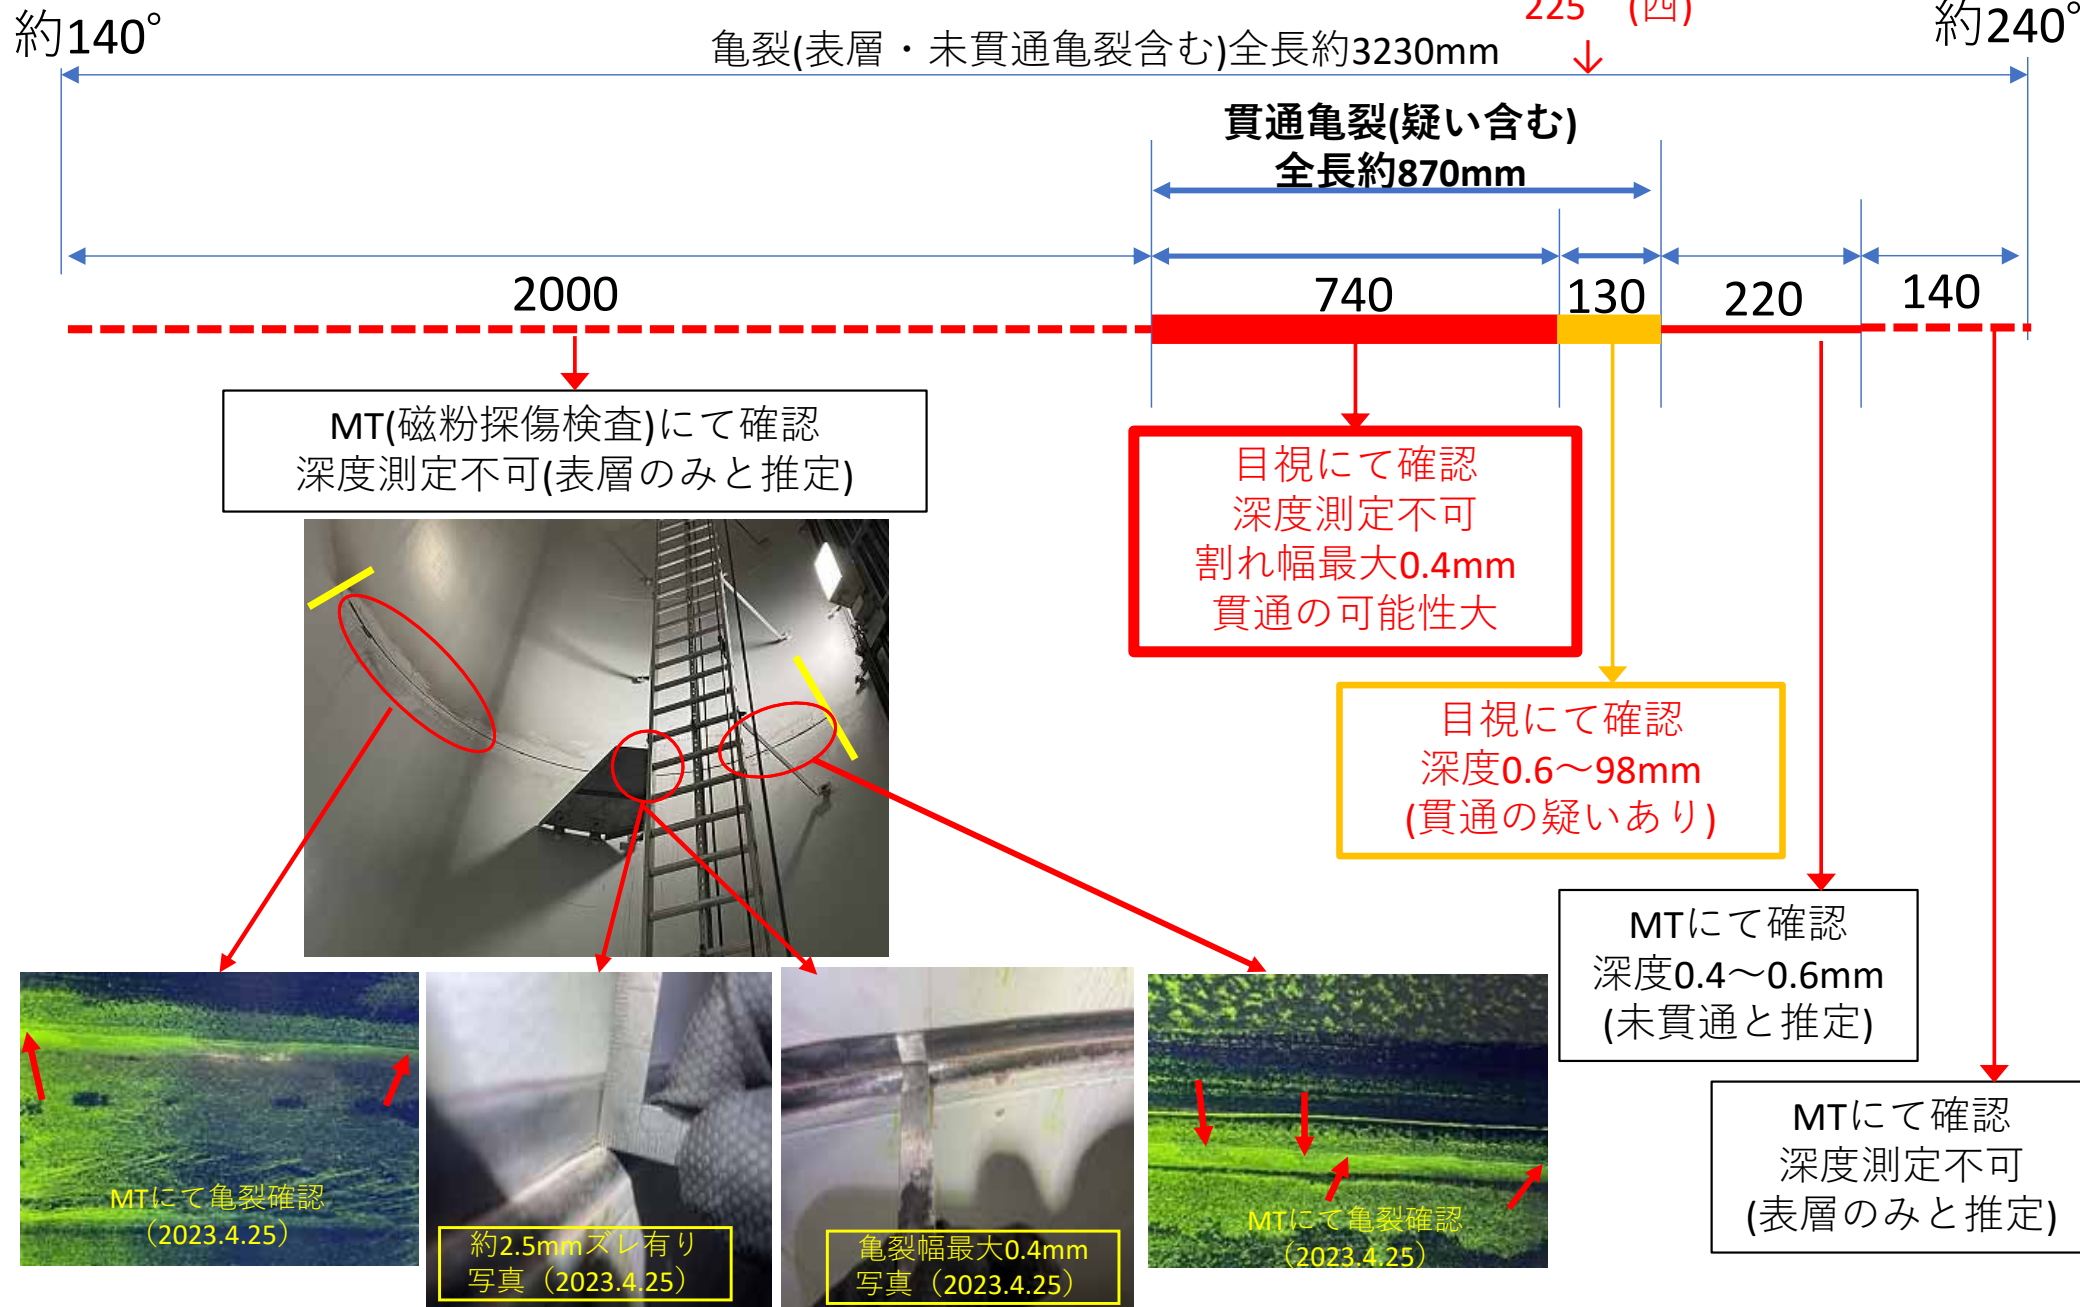 225 (四)
約140°
約240°
亀裂(表層・未貫通亀裂含む)全長約3230mm
貫通亀裂(疑い含む)
全長約870mm
2000
740
130
220
140
MT(磁粉探傷検査)にて確認
深度測定不可(表層のみと推定)
目視にて確認
深度測定不可
割れ幅最大0.4mm
貫通の可能性大
目視にて確認
深度0.6～98mm
(貫通の疑いあり)
MTにて確認
深度0.4～0.6mm
(未貫通と推定)
MTにて確認
深度測定不可
(表層のみと推定)
MTにて亀裂確認
（2023.4.25）
約2.5mmズレ有り
写真（2023.4.25）
亀裂幅最大0.4mm
写真（2023.4.25）
MTにて亀裂確認
（2023.4.25）